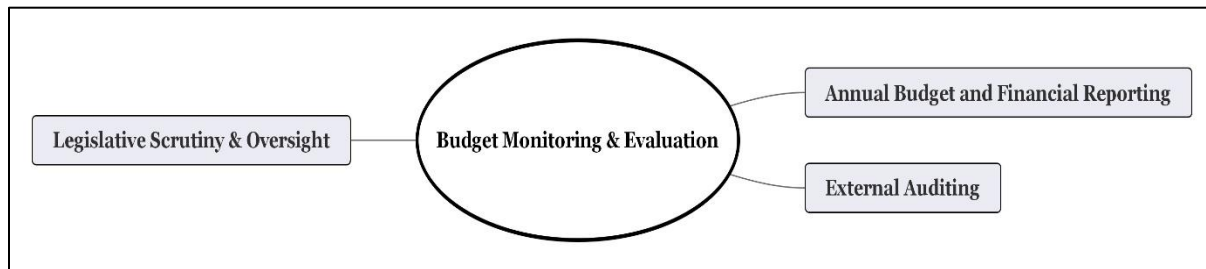 Legislative Scrutiny & Oversight
Budget Monitoring & Evaluation
Annual Budget and Financial Reporting
External Auditing